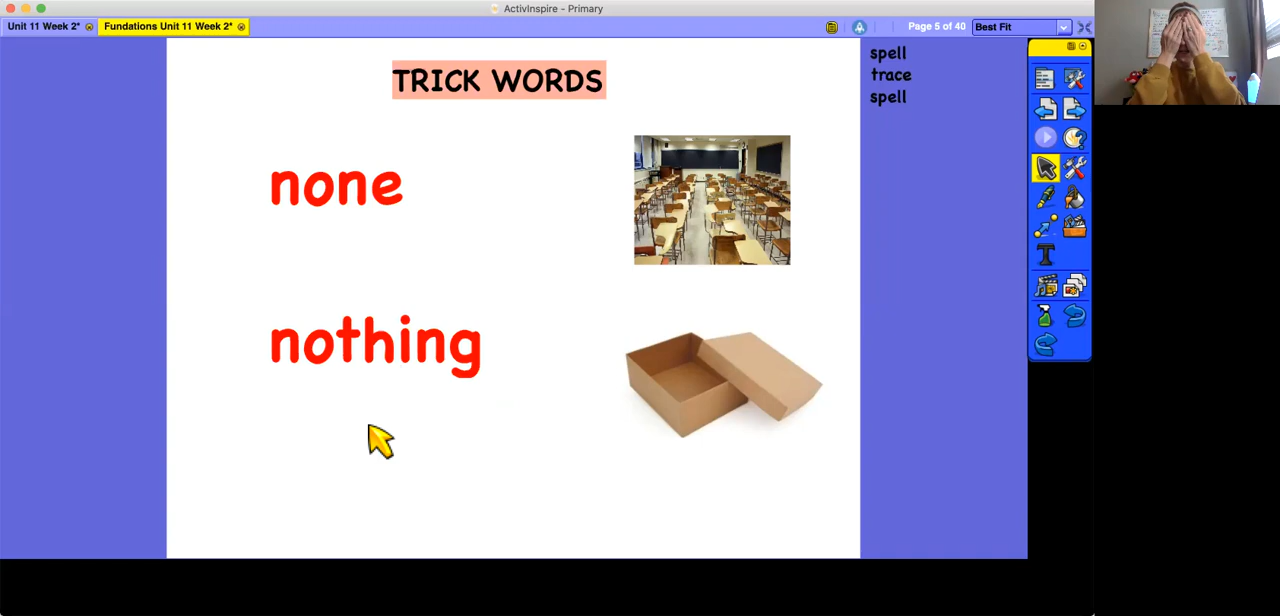 ActivInspire - Primary
Unit 11 Week 2*
Fundations Unit 11 Week 2*
Page 5 of 40
Best Fit
TRICK WORDS
none
nothing
spell
trace
spell